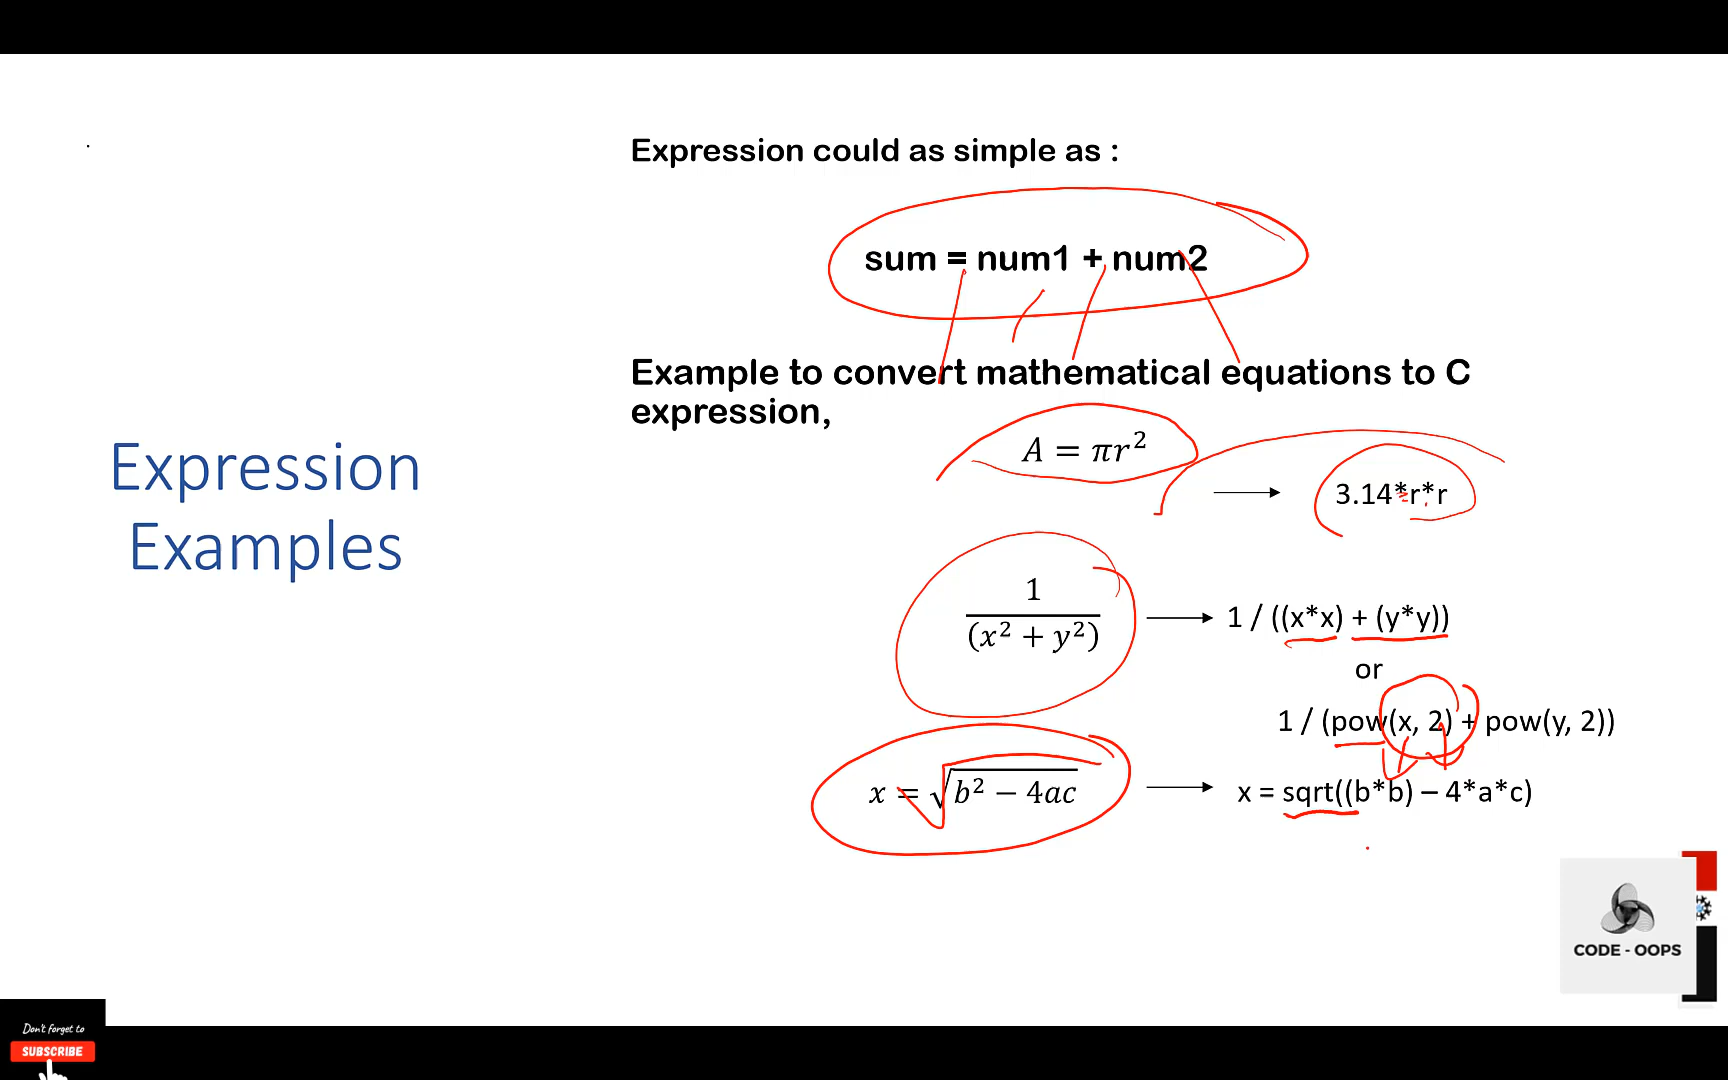 Expression could as simple as :
sum = num1 + num2
Example to convert mathematical equations to C
expression,
A = πr²
3.14*r*r
Expression
Examples
1
(x² + y²)
1 / ((x*x) + (y*y))
or
1 / (pow(x, 2) + pow(y, 2))
x = √b² − 4ac
x = sqrt((b*b) – 4*a*c)
CODE - OOPS
Don't forget to
SUBSCRIBE